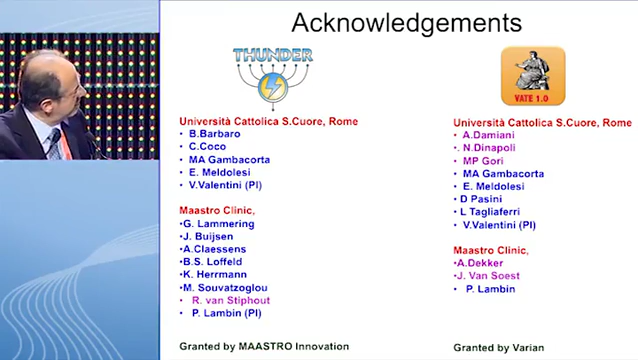 Acknowledgements
THUNDER
Università Cattolica S.Cuore, Rome
• B.Barbaro
• C.Coco
• MA Gambacorta
• E. Meldolesi
• V.Valentini (PI)
Maastro Clinic,
•G. Lammering
•J. Buijsen
•A.Claessens
•B.S. Loffeld
•K. Herrmann
•M. Souvatzoglou
• R. van Stiphout
• P. Lambin (PI)
Granted by MAASTRO Innovation
VATE 1.0
Università Cattolica S.Cuore, Rome
• A.Damiani
• N.Dinapoli
• MP Gori
• MA Gambacorta
• E. Meldolesi
• D Pasini
• L Tagliaferri
• V.Valentini (PI)
Maastro Clinic,
•A.Dekker
•J. Van Soest
• P. Lambin
Granted by Varian